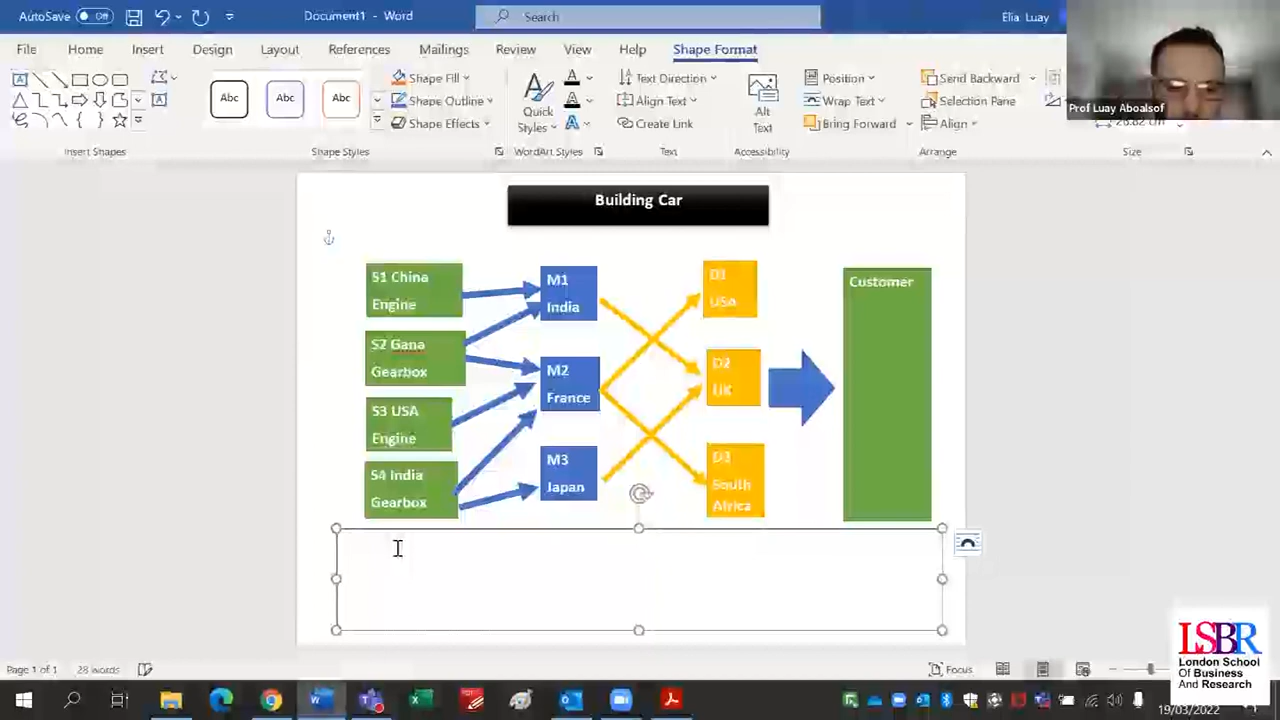 AutoSave Off Document1 - Word Search Elia Luay
File Home Insert Design Layout References Mailings Review View Help Shape Format
Abc Abc Abc
Shape Fill
Shape Outline
Shape Effects
Quick
Styles
Text Direction
Align Text
Create Link
Alt
Text
Position
Wrap Text
Bring Forward
Send Backward
Selection Pane
Align
Prof Luay Aboalsof
Insert Shapes Shape Styles WordArt Styles Text Accessibility Arrange Size
Building Car
S1 China
Engine
S2 Gana
Gearbox
S3 USA
Engine
S4 India
Gearbox
M1
India
M2
France
M3
Japan
D1
USA
D2
UK
D3
South
Africa
Customer
Page 1 of 1 28 words Focus
LSBR
London School
Of Business
And Research
19/03/2022